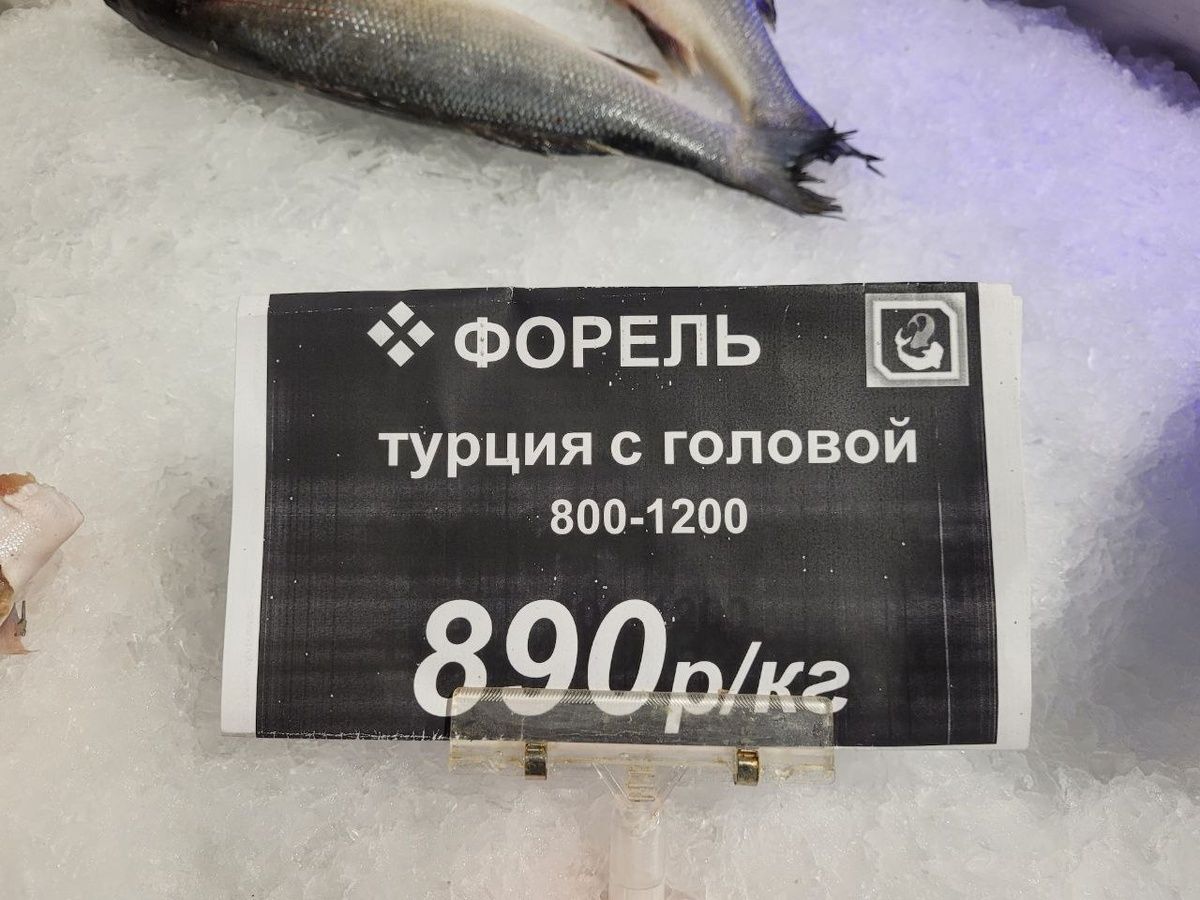 ФОРЕЛЬ
турция с головой
800-1200
890р/кг